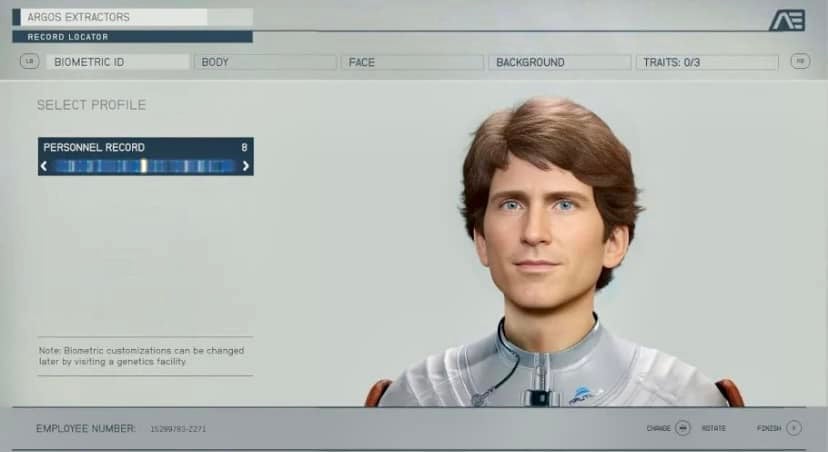 ARGOS EXTRACTORS
RECORD LOCATOR
LB
BIOMETRIC ID
BODY
FACE
BACKGROUND
TRAITS: 0/3
RB
SELECT PROFILE
PERSONNEL RECORD 8
Note: Biometric customizations can be changed
later by visiting a genetics facility.
EMPLOYEE NUMBER:
CHANGE
ROTATE
FINISH